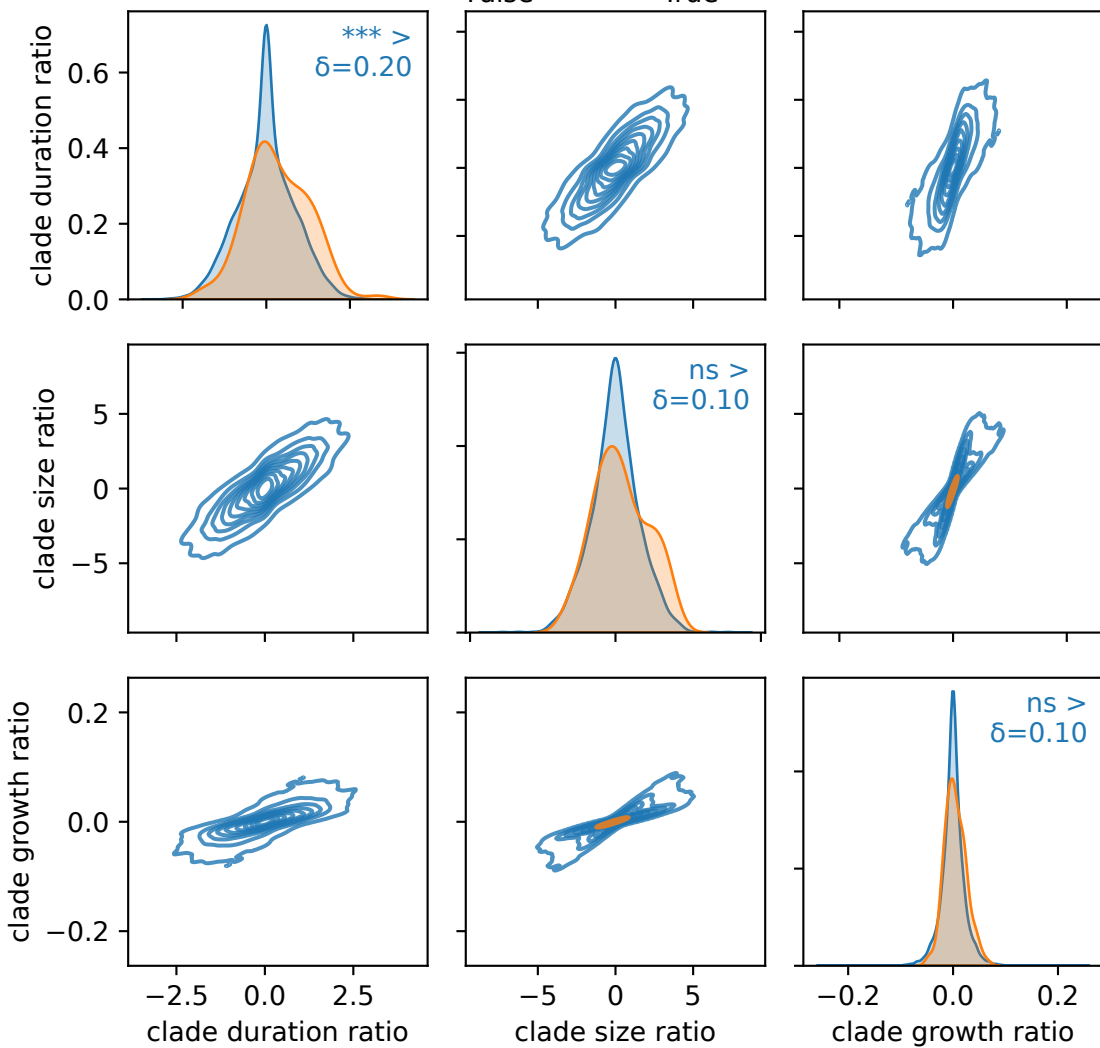 clade duration ratio
0.6
0.4
0.2
0.0
*** >
δ=0.20
clade size ratio
5
0
−5
ns >
δ=0.10
clade growth ratio
0.2
0.0
−0.2
ns >
δ=0.10
−2.5 0.0 2.5
−5 0 5
−0.2 0.0 0.2
clade duration ratio
clade size ratio
clade growth ratio